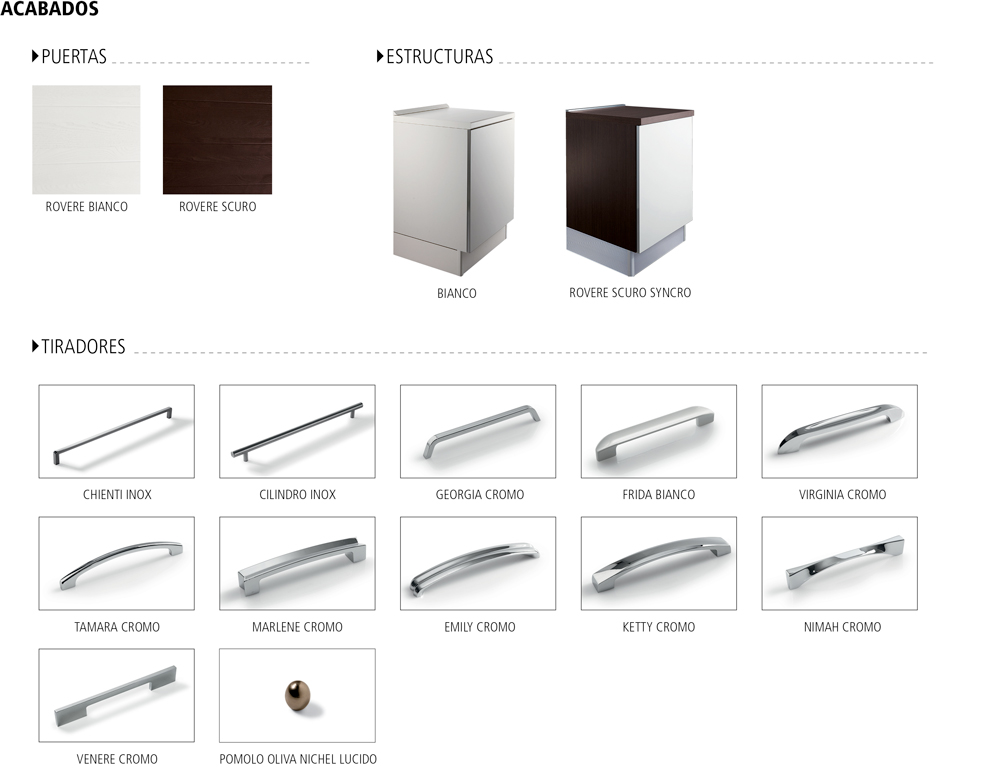 ACABADOS
PUERTAS
ROVERE BIANCO
ROVERE SCURO
ESTRUCTURAS
BIANCO
ROVERE SCURO SYNCRO
TIRADORES
CHIENTI INOX
CILINDRO INOX
GEORGIA CROMO
FRIDA BIANCO
VIRGINIA CROMO
TAMARA CROMO
MARLENE CROMO
EMILY CROMO
KETTY CROMO
NIMAH CROMO
VENERE CROMO
POMOLO OLIVA NICHEL LUCIDO